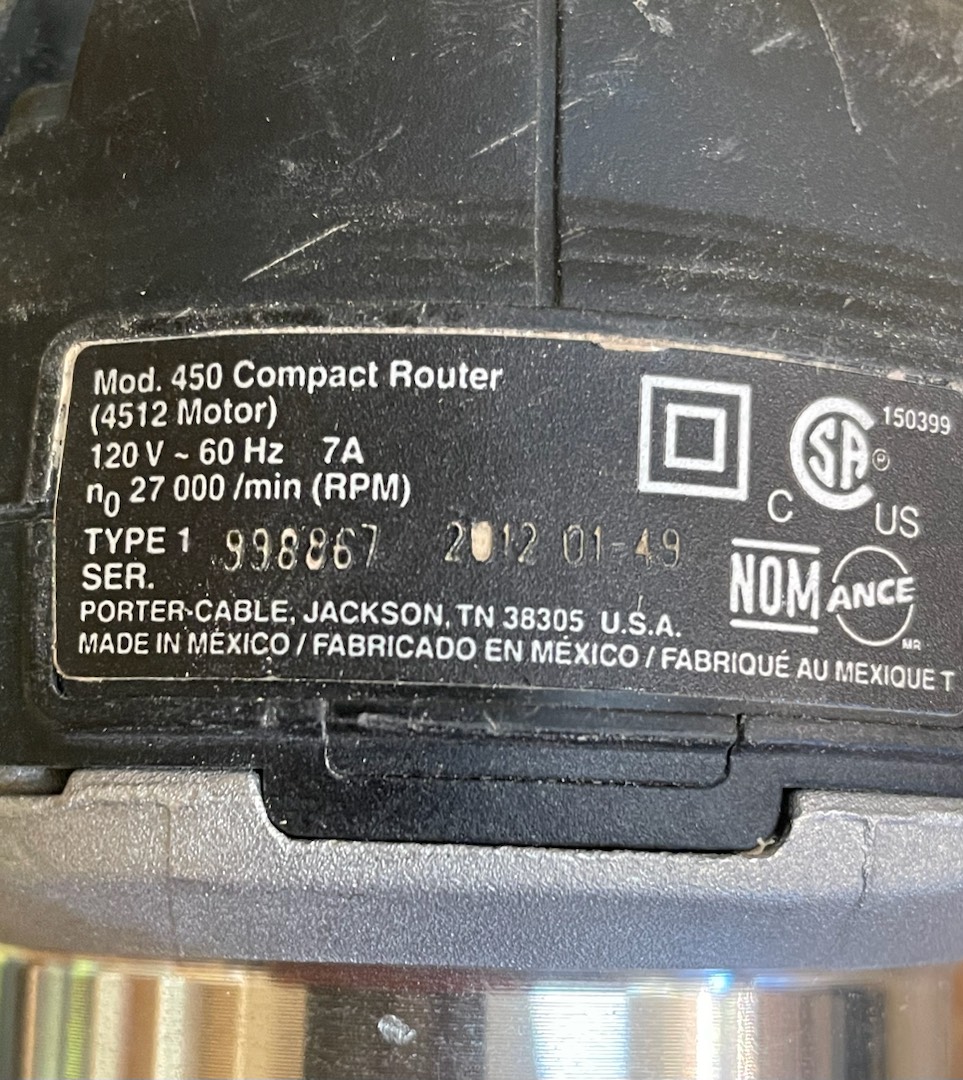 Mod. 450 Compact Router
(4512 Motor)
120 V ~ 60 Hz 7A
n0 27 000 /min (RPM)
TYPE 1 998867 2012 01-49
SER.
PORTER-CABLE, JACKSON, TN 38305 U.S.A.
MADE IN MÉXICO / FABRICADO EN MÉXICO / FABRIQUÉ AU MEXIQUE T
150399
SA ®
C US
NOM ANCE
MR